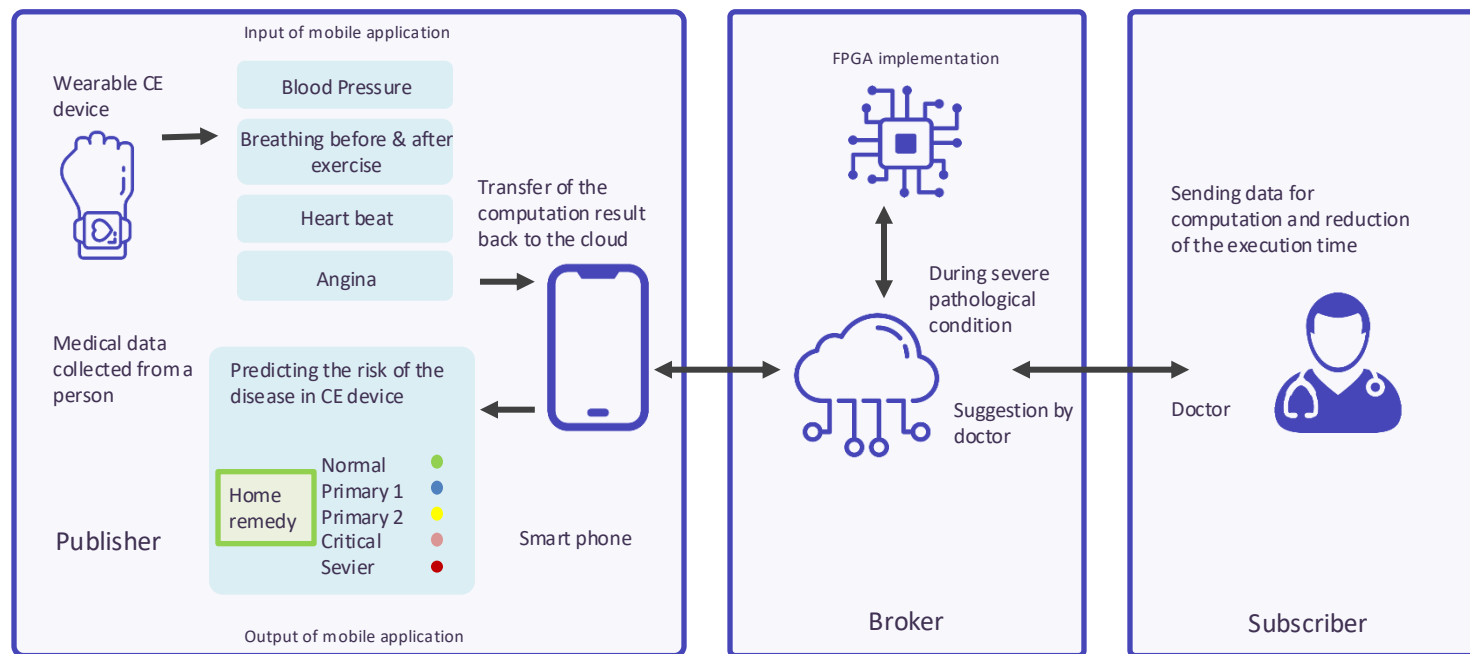 Input of mobile application
Wearable CE
device
Blood Pressure
Breathing before & after
exercise
Heart beat
Angina
Transfer of the
computation result
back to the cloud
Medical data
collected from a
person
Predicting the risk of the
disease in CE device
Home
remedy
Normal
Primary 1
Primary 2
Critical
Sevier
Publisher
Smart phone
Output of mobile application
FPGA implementation
During severe
pathological
condition
Suggestion by
doctor
Broker
Sending data for
computation and reduction
of the execution time
Doctor
Subscriber